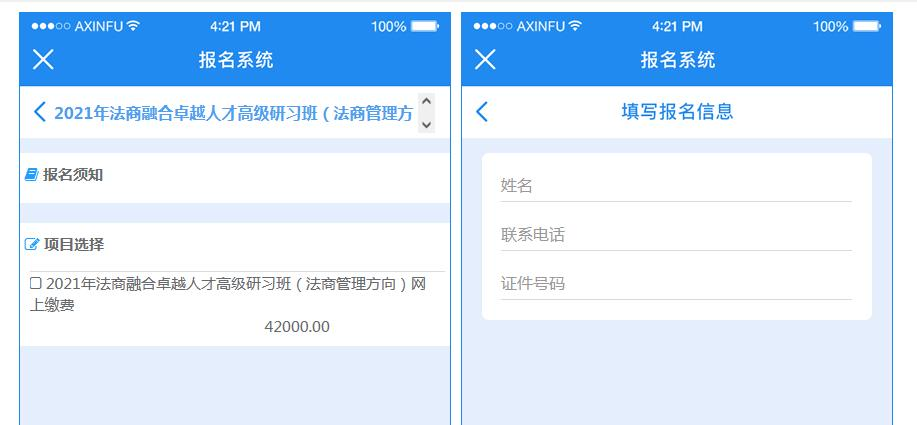 AXINFU 4:21 PM 100%
报名系统
2021年法商融合卓越人才高级研习班（法商管理方
报名须知
项目选择
2021年法商融合卓越人才高级研习班（法商管理方向）网
上缴费
42000.00
AXINFU 4:21 PM 100%
报名系统
填写报名信息
姓名
联系电话
证件号码